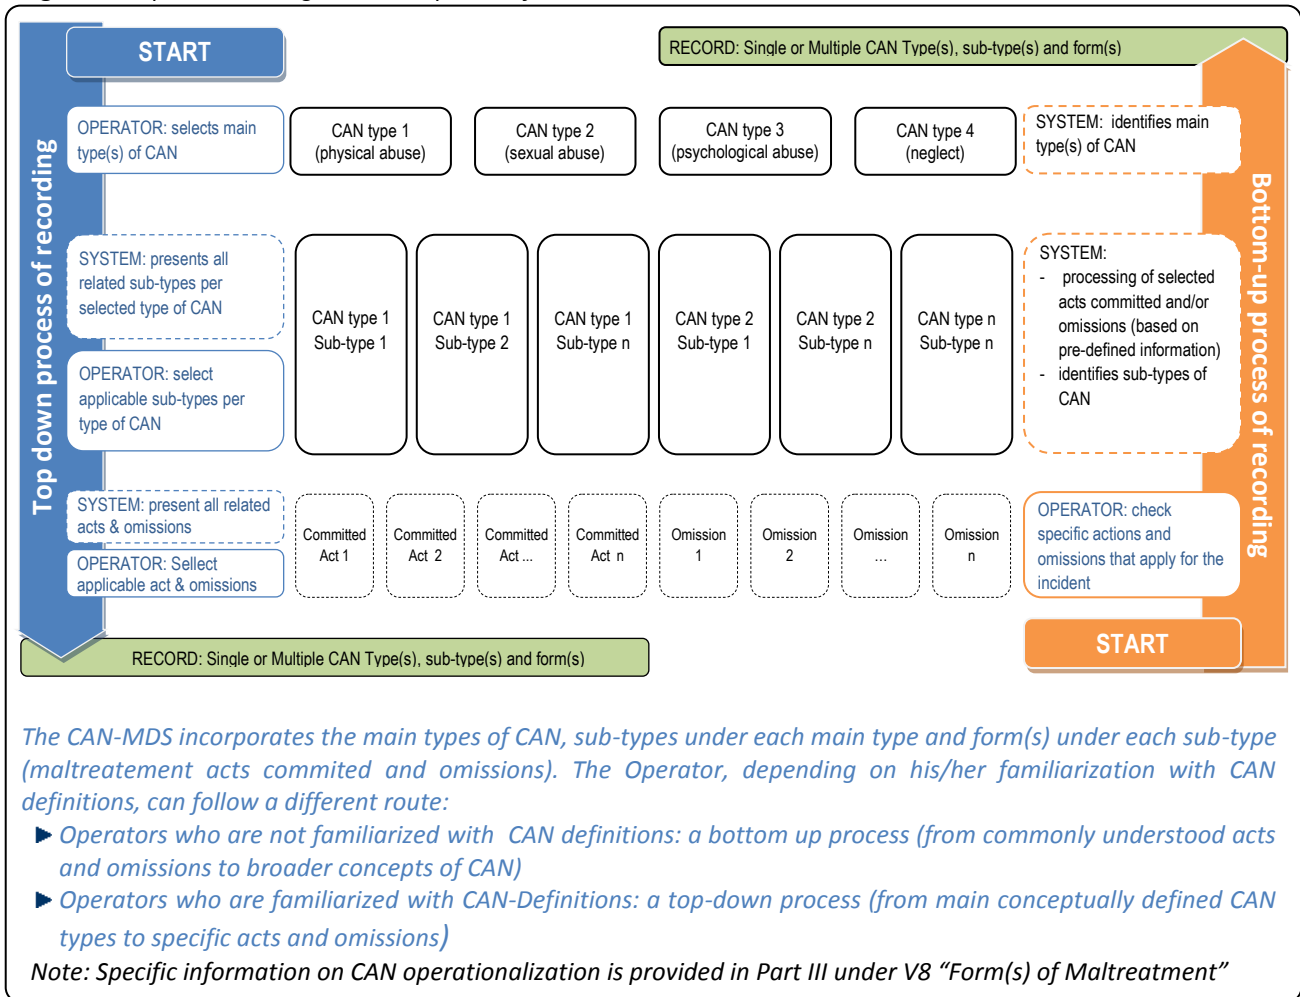 START
RECORD: Single or Multiple CAN Type(s), sub-type(s) and form(s)
Top down process of recording
Bottom-up process of recording
OPERATOR: selects main
type(s) of CAN
CAN type 1
(physical abuse)
CAN type 2
(sexual abuse)
CAN type 3
(psychological abuse)
CAN type 4
(neglect)
SYSTEM: identifies main
type(s) of CAN
SYSTEM: presents all
related sub-types per
selected type of CAN
OPERATOR: select
applicable sub-types per
type of CAN
CAN type 1
Sub-type 1
CAN type 1
Sub-type 2
CAN type 1
Sub-type n
CAN type 2
Sub-type 1
CAN type 2
Sub-type n
CAN type n
Sub-type n
SYSTEM:
- processing of selected
acts committed and/or
omissions (based on
pre-defined information)
- identifies sub-types of
CAN
SYSTEM: present all related
acts & omissions
OPERATOR: Sellect
applicable act & omissions
Committed
Act 1
Committed
Act 2
Committed
Act ...
Committed
Act n
Omission
1
Omission
2
Omission
...
Omission
n
OPERATOR: check
specific actions and
omissions that apply for the
incident
START
RECORD: Single or Multiple CAN Type(s), sub-type(s) and form(s)
The CAN-MDS incorporates the main types of CAN, sub-types under each main type and form(s) under each sub-type
(maltreatement acts commited and omissions). The Operator, depending on his/her familiarization with CAN
definitions, can follow a different route:
Operators who are not familiarized with CAN definitions: a bottom up process (from commonly understood acts
and omissions to broader concepts of CAN)
Operators who are familiarized with CAN-Definitions: a top-down process (from main conceptually defined CAN
types to specific acts and omissions)
Note: Specific information on CAN operationalization is provided in Part III under V8 “Form(s) of Maltreatment”